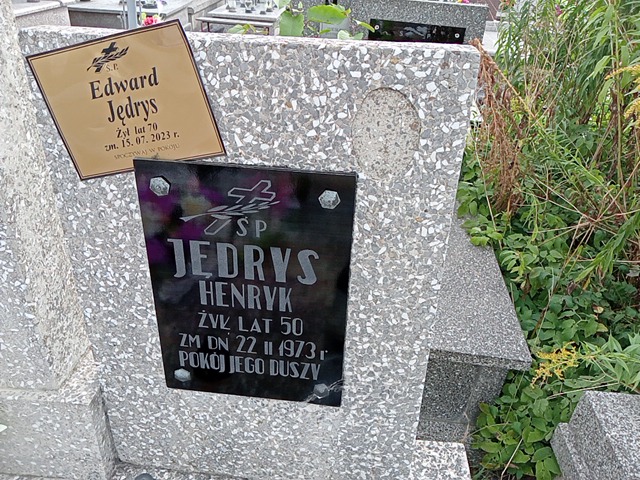 Ś.P.
Edward
Jędrys
Żył lat 70
zm. 15. 07. 2023 r.
SPOCZYWAJ W POKOJU
ŚP
JĘDRYS
HENRYK
ŻYŁ LAT 50
ZM DN 22 II 1973 r
POKÓJ JEGO DUSZY